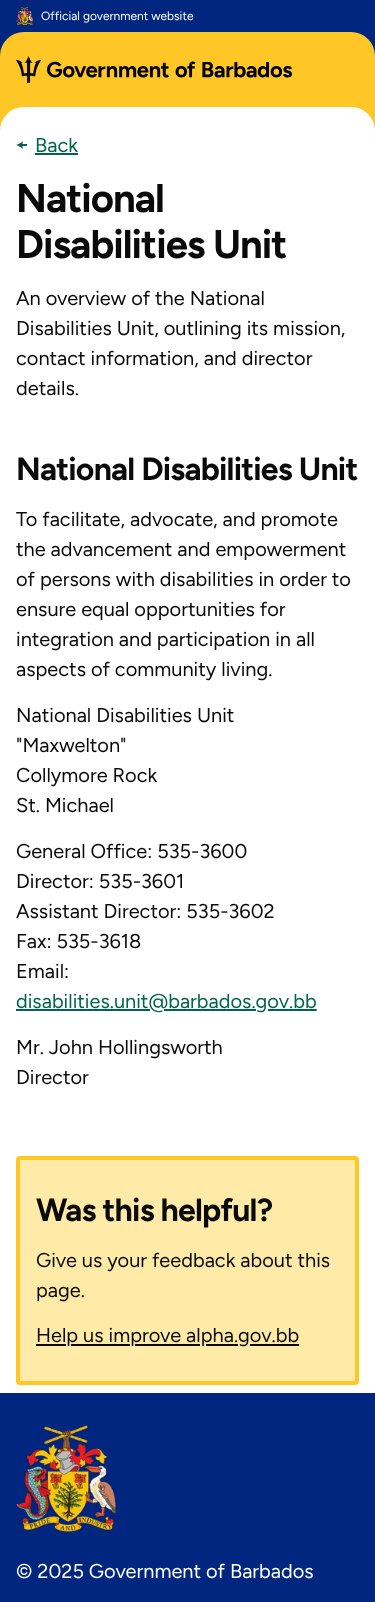 Official government website
Government of Barbados
Back
National
Disabilities Unit
An overview of the National
Disabilities Unit, outlining its mission,
contact information, and director
details.
National Disabilities Unit
To facilitate, advocate, and promote
the advancement and empowerment
of persons with disabilities in order to
ensure equal opportunities for
integration and participation in all
aspects of community living.
National Disabilities Unit
"Maxwelton"
Collymore Rock
St. Michael
General Office: 535-3600
Director: 535-3601
Assistant Director: 535-3602
Fax: 535-3618
Email:
disabilities.unit@barbados.gov.bb
Mr. John Hollingsworth
Director
Was this helpful?
Give us your feedback about this
page.
Help us improve alpha.gov.bb
PRIDE AND INDUSTRY
© 2025 Government of Barbados